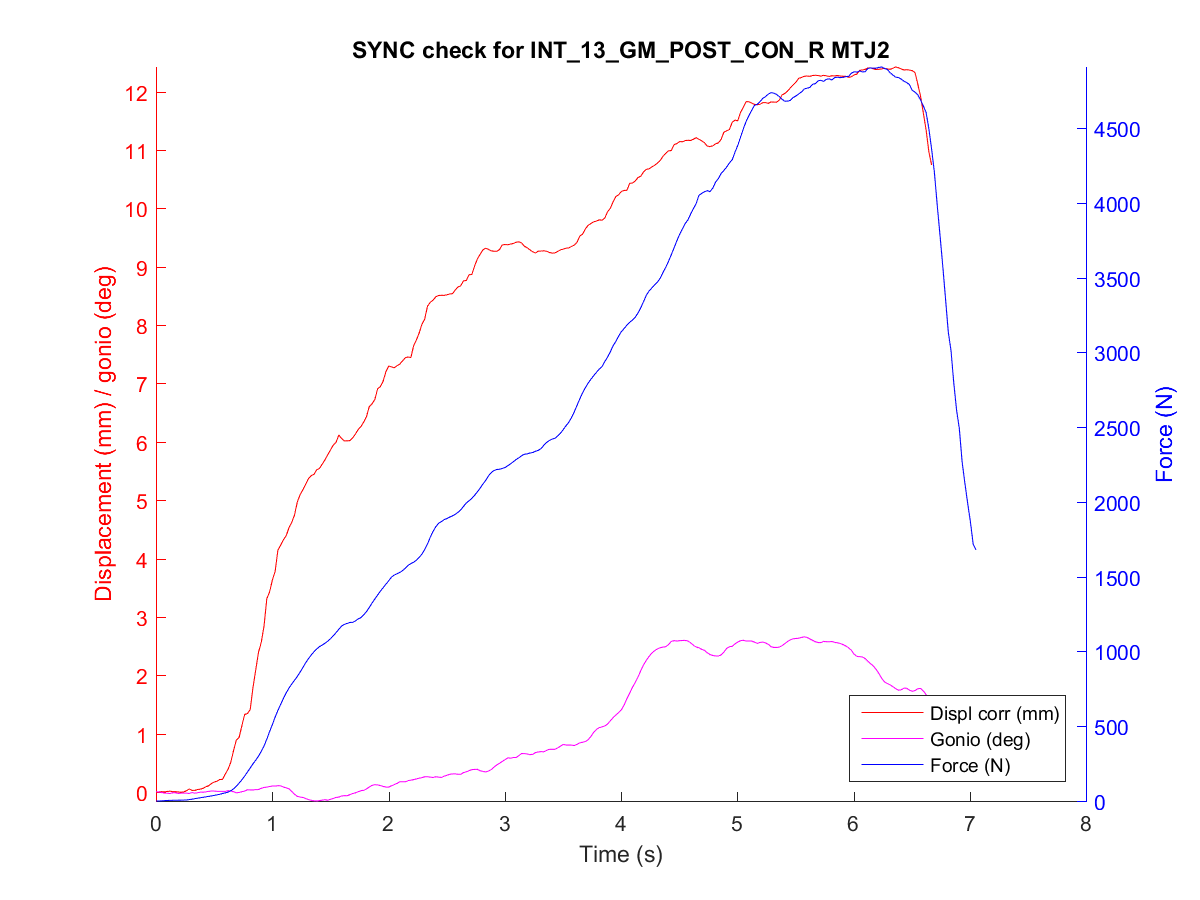 SYNC check for INT_13_GM_POST_CON_R MTJ2
Displacement (mm) / gonio (deg)
12
11
10
9
8
7
6
5
4
3
2
1
0
4500
4000
3500
3000
2500
2000
1500
1000
500
0
Force (N)
Displ corr (mm)
Gonio (deg)
Force (N)
0 1 2 3 4 5 6 7 8
Time (s)